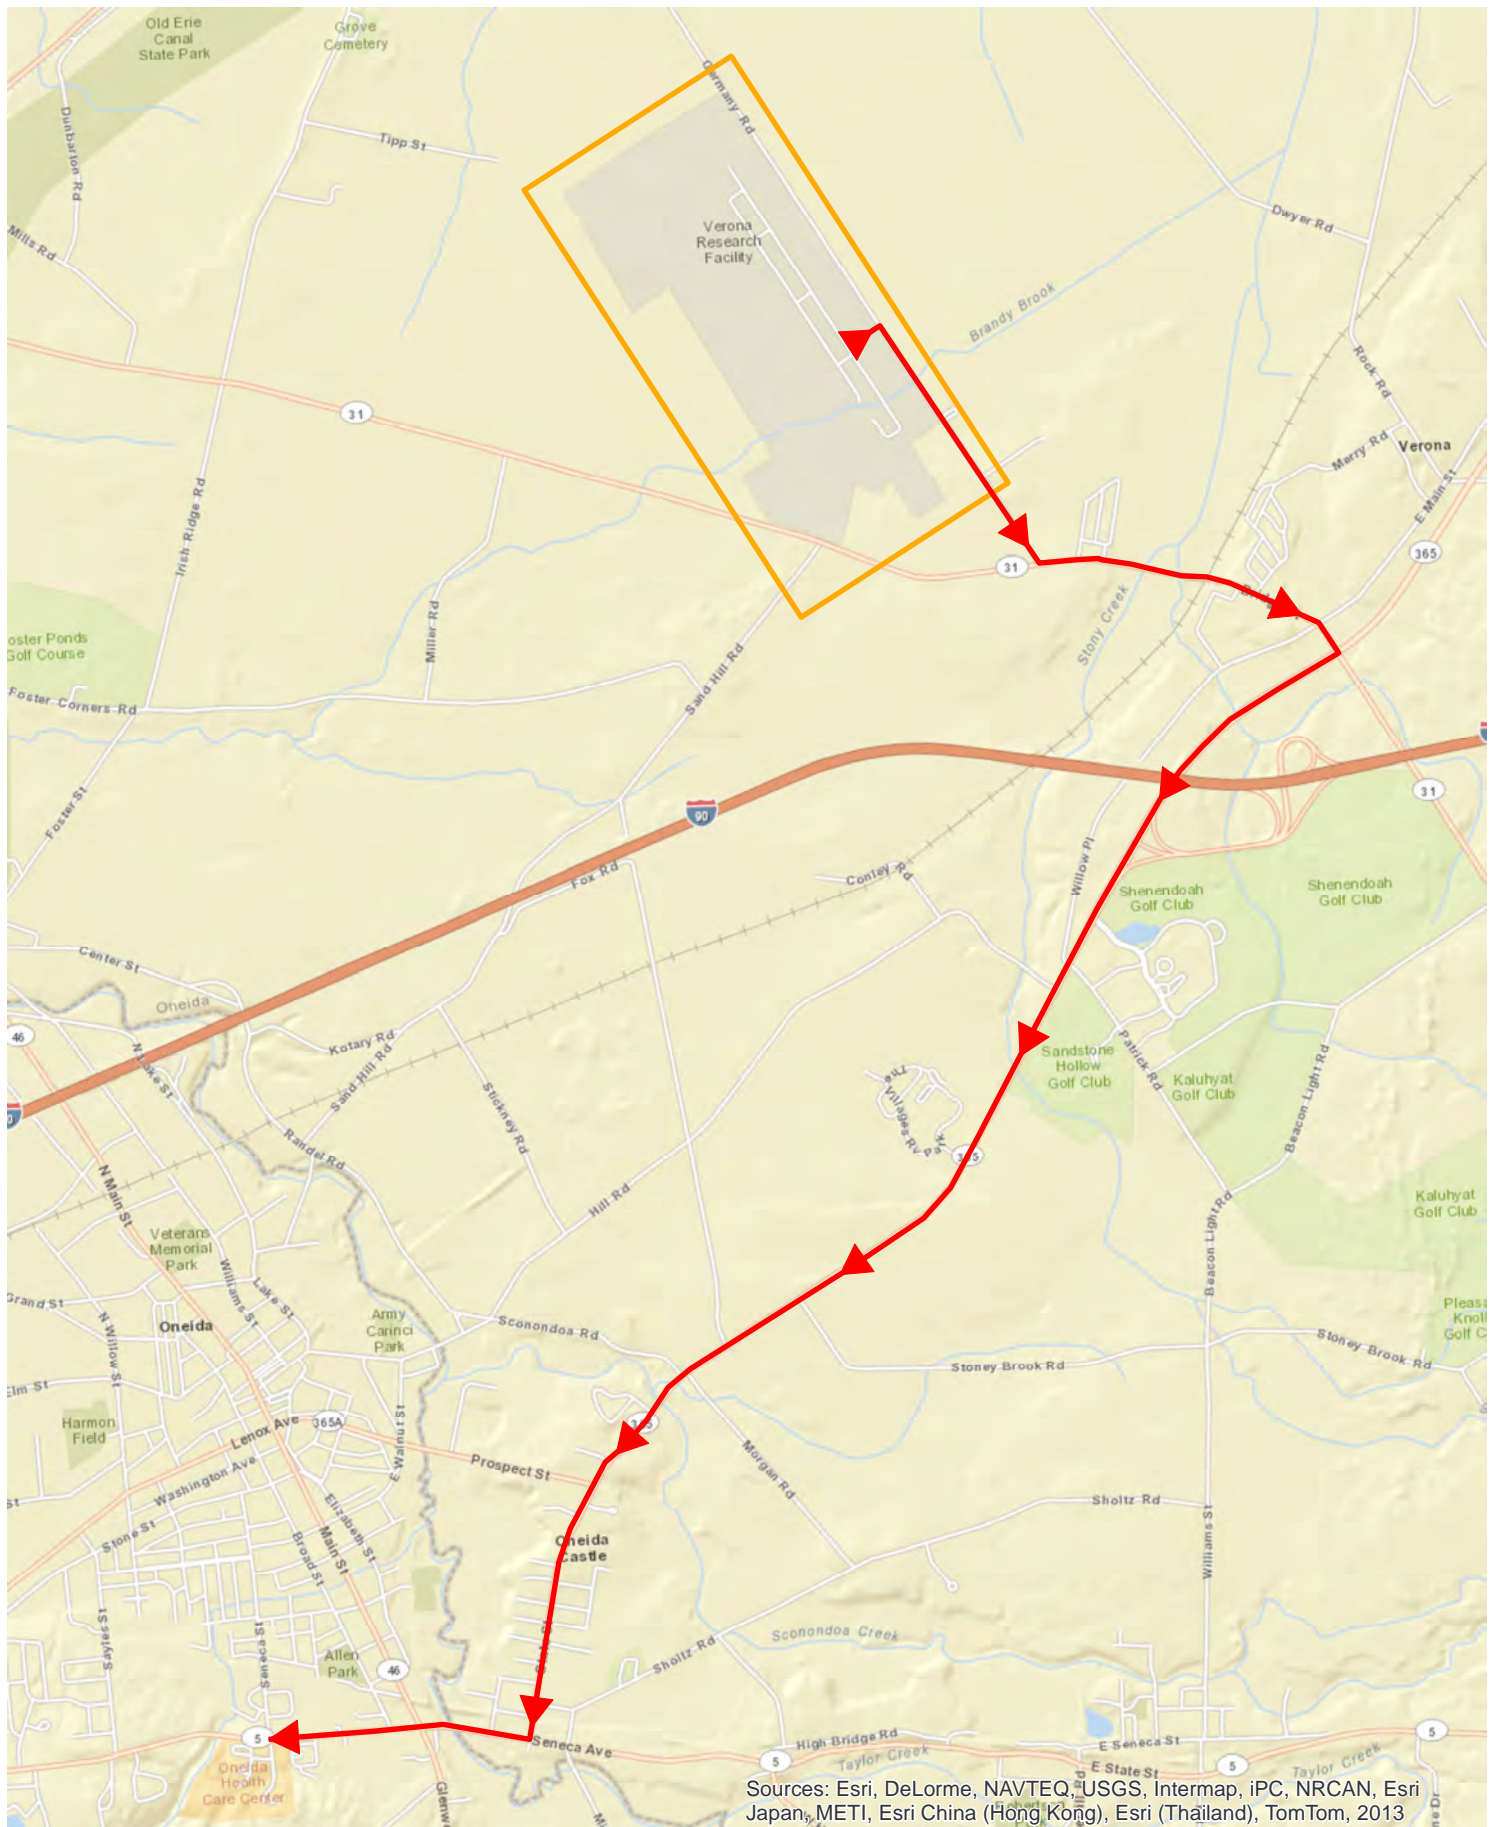 Old Erie
Canal
State Park
Grove
Cemetery
Germany Rd
Dunbarton Rd
Tipp St
Mills Rd
Dwyer Rd
Verona
Research
Facility
Brandy Brook
Rock Rd
31
Merry Rd
Verona
E Main St
Irish Ridge Rd
365
31
Stony Creek
Miller Rd
oster Ponds
Golf Course
Sand Hill Rd
Foster Corners Rd
31
Foster St
90
Fox Rd
Conley Rd
Willow Pl
Shenendoah
Golf Club
Shenendoah
Golf Club
Center St
Oneida
46
Kotary Rd
N Lake St
Sand Hill Rd
Patrick Rd
Sandstone
Hollow
Golf Club
Kaluhyat
Golf Club
Beacon Light Rd
The Villages Rv Park
Stickney Rd
Randel Rd
N Main St
Hill Rd
Kaluhyat
Golf Club
Veterans
Memorial
Park
Beacon Light Rd
Williams St
Lake St
Grand St
N Willow St
Oneida
Army
Carinci
Park
Sconondoa Rd
Stoney Brook Rd
Stoney Brook Rd
Elm St
Harmon
Field
Lenox Ave
365A
E Walnut St
Prospect St
Morgan Rd
Washington Ave
St
Sholtz Rd
Stone St
Elizabeth St
Main St
Broad St
Oneida
Castle
Williams St
Sayles St
Seneca St
Sconondoa Creek
Sholtz Rd
Allen
Park
46
5
Seneca Ave
High Bridge Rd
E Seneca St
5
5
5
Taylor Creek
E State St
Taylor Creek
Oneida
Health
Care Center
Sources: Esri, DeLorme, NAVTEQ, USGS, Intermap, iPC, NRCAN, Esri
Japan, METI, Esri China (Hong Kong), Esri (Thailand), TomTom, 2013